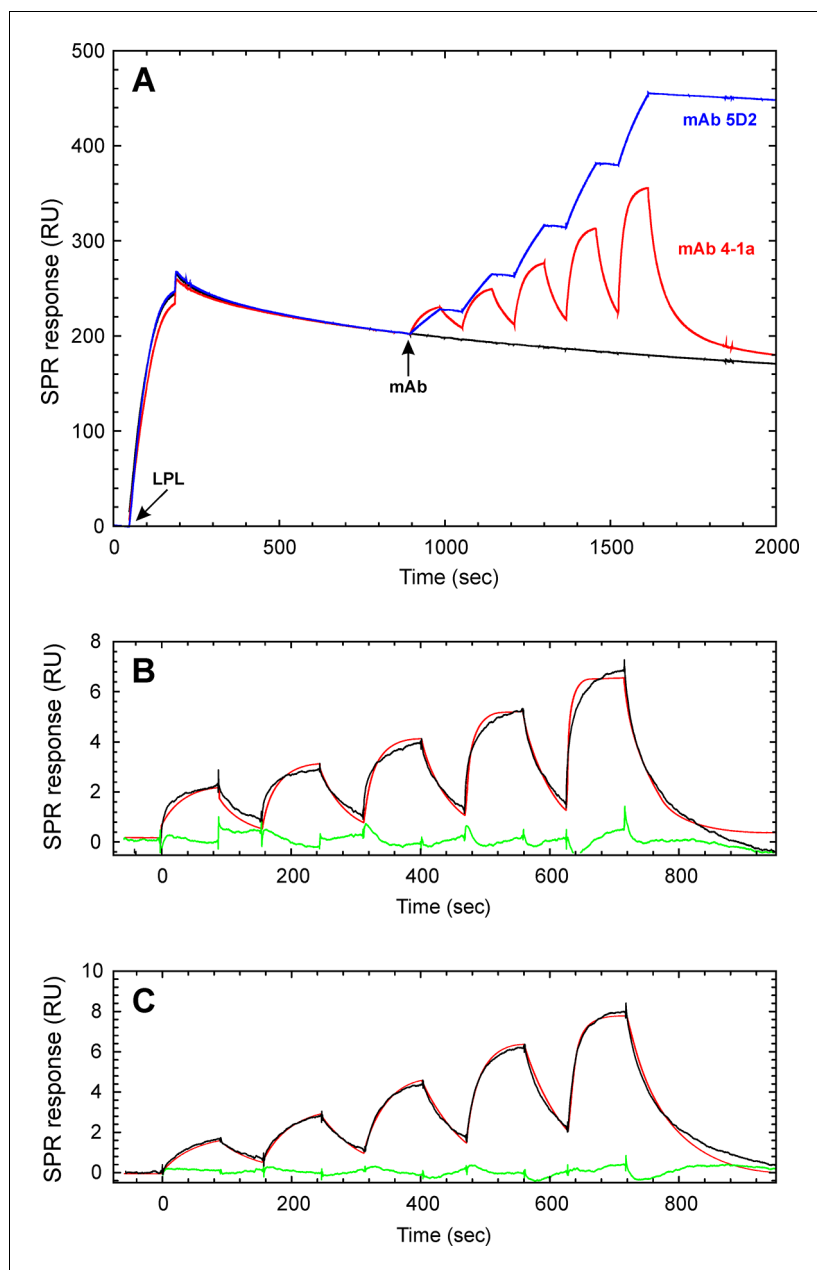 A
500
400
300
200
100
0
SPR response (RU)
mAb 5D2
mAb 4-1a
mAb
LPL
0 500 1000 1500 2000
Time (sec)
B
8
6
4
2
0
SPR response (RU)
0 200 400 600 800
Time (sec)
C
10
8
6
4
2
0
SPR response (RU)
0 200 400 600 800
Time (sec)